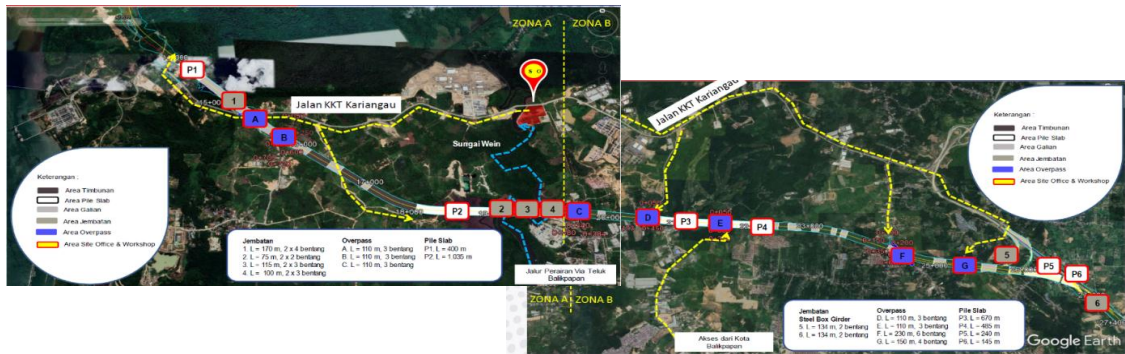 ZONA A
ZONA B
P1
1
A
B
Jalan KKT Kariangau
S O
Sungai Wein
17+000
P2
2
3
4
C
Keterangan :
Area Timbunan
Area Pile Slab
Area Galian
Area Jembatan
Area Overpass
Area Site Office & Workshop
Jembatan
1. L = 170 m, 2 x 4 bentang
2. L – 75 m, 2 x 2 bentang
3. L – 115 m, 2 x 3 bentang
4. L = 100 m, 2 x 3 bentang
Overpass
A. L = 110 m, 3 bentang
B. L = 110 m, 3 bentang
C. L – 110 m, 3 bentang
Pile Slab
P1. L = 400 m
P2. L = 1.035 m
Jalur Perairan Via Teluk
Balikpapan
ZONA A
ZONA B
Jalan KKT Kariangau
Keterangan :
Area Timbunan
Area Pile Slab
Area Galian
Area Jembatan
Area Overpass
Area Site Office & Workshop
D
P3
E
P4
F
G
5
P5
P6
6
Akses dari Kota
Balikpapan
Jembatan
Steel Box Girder
5. L = 134 m, 2 bentang
6. L = 134 m, 2 bentang
Overpass
D. L = 110 m, 3 bentang
E. L – 110 m, 3 bentang
F. L = 230 m, 6 bentang
G. L = 150 m, 4 bentang
Pile Slab
P3. L = 670 m
P4. L – 485 m
P5. L = 240 m
P6. L = 145 m
Google Earth